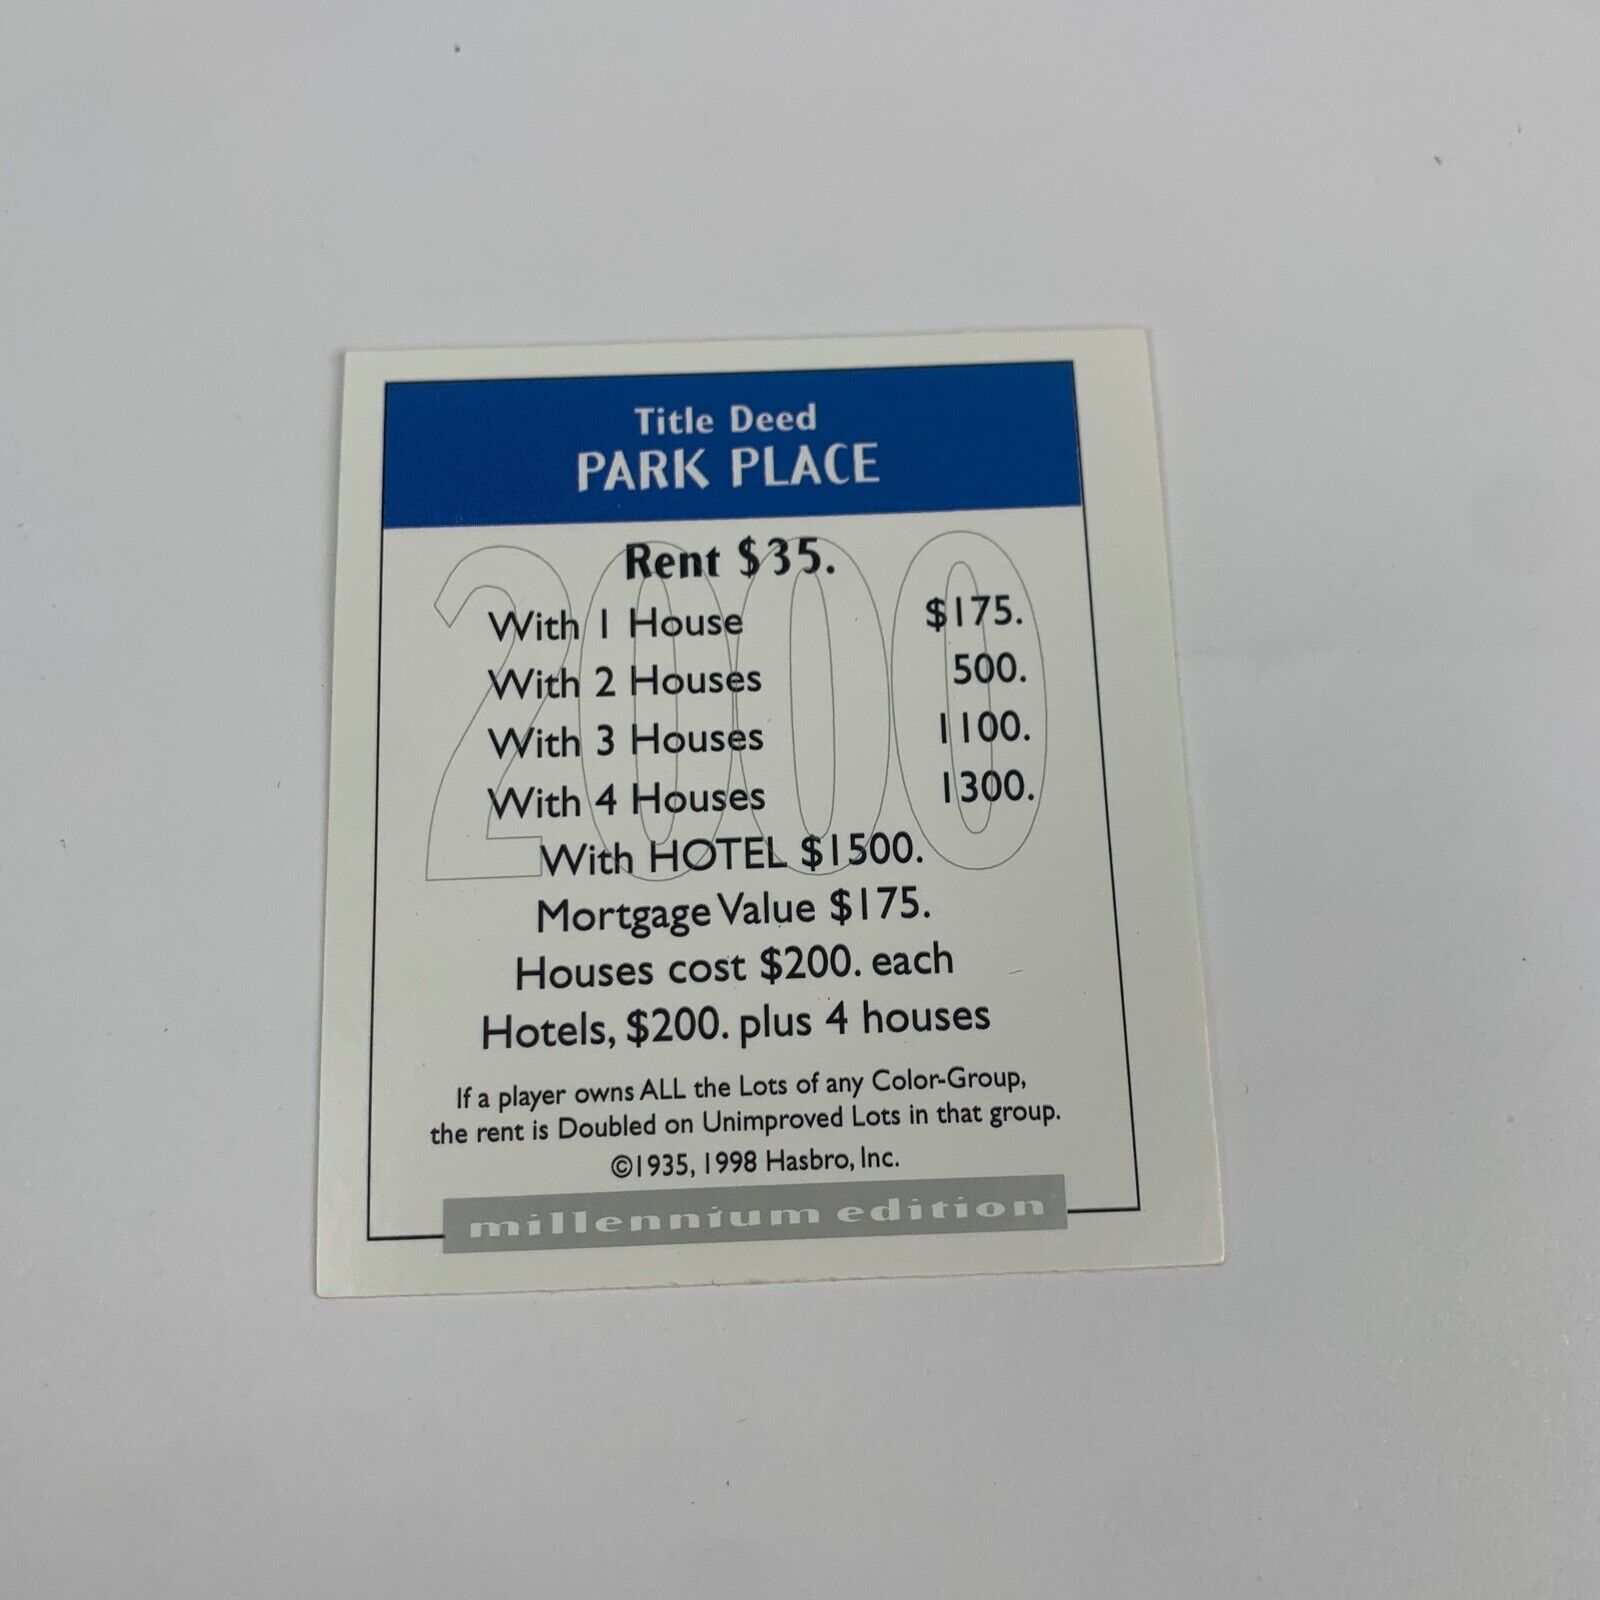 Title Deed
PARK PLACE
2000
Rent $35.
With 1 House $175.
With 2 Houses 500.
With 3 Houses 1100.
With 4 Houses 1300.
With HOTEL $1500.
Mortgage Value $175.
Houses cost $200. each
Hotels, $200. plus 4 houses
If a player owns ALL the Lots of any Color-Group,
the rent is Doubled on Unimproved Lots in that group.
©1935, 1998 Hasbro, Inc.
millennium edition